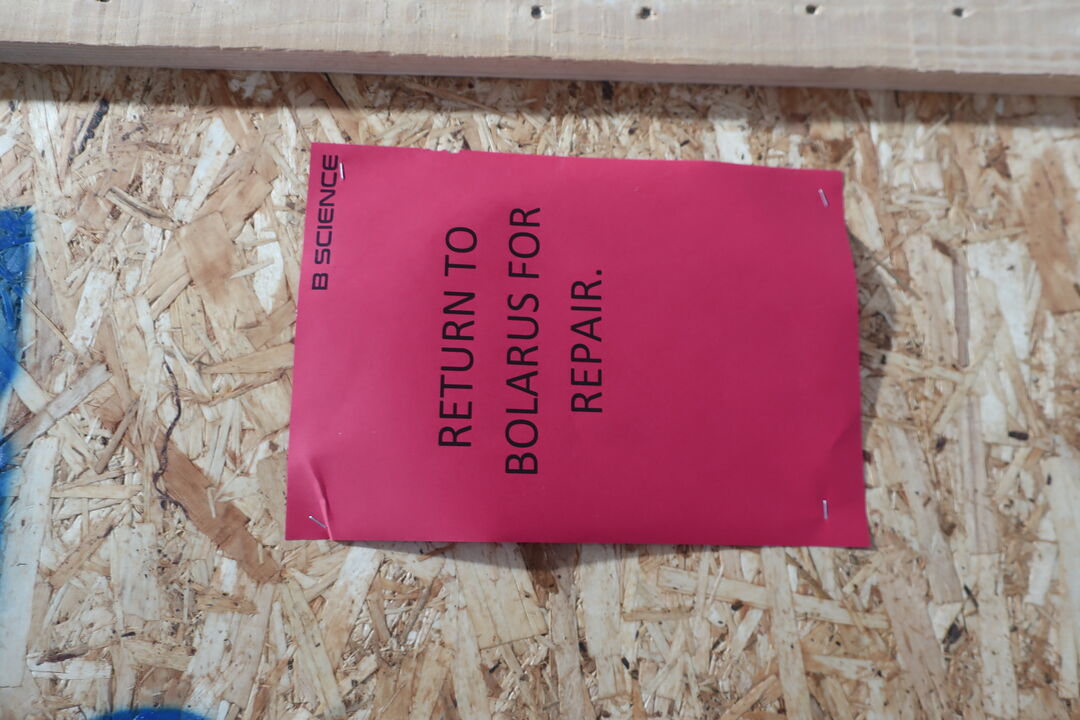 B SCIENCE
RETURN TO
BOLARUS FOR
REPAIR.